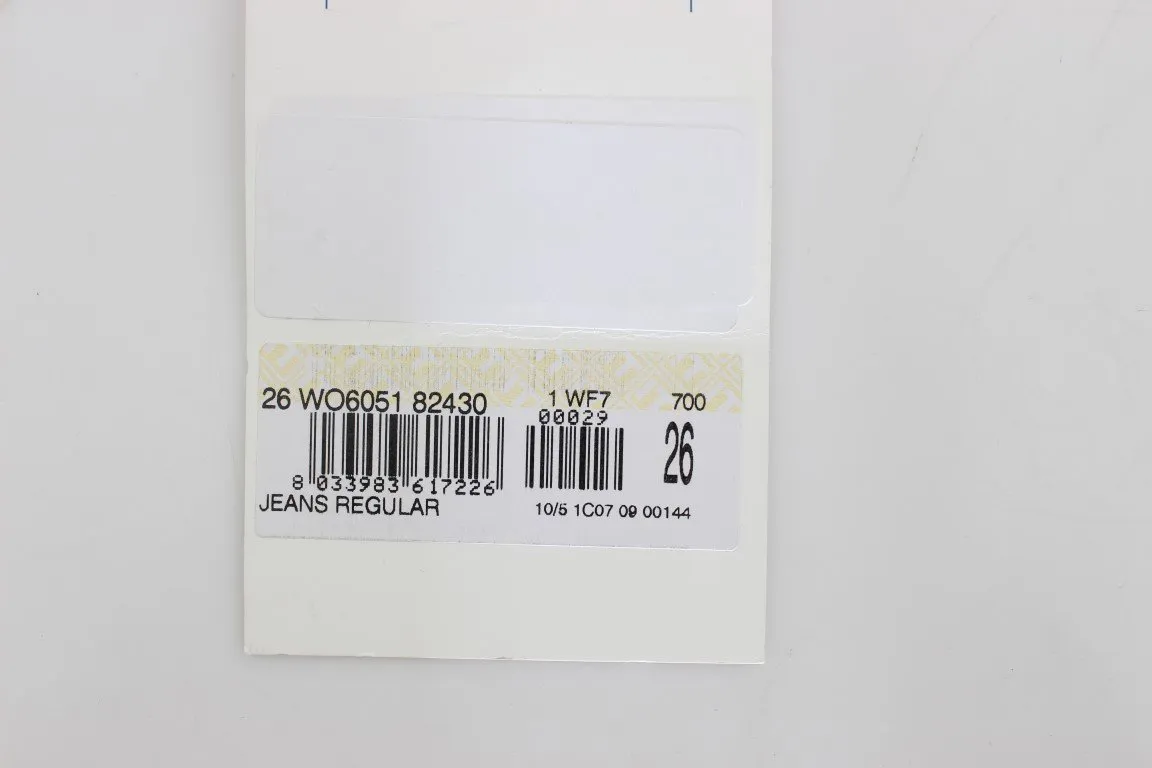 26 WO6051 82430 1 WF7 700
00029
26
8 033983 617226
JEANS REGULAR
10/5 1C07 09 00144